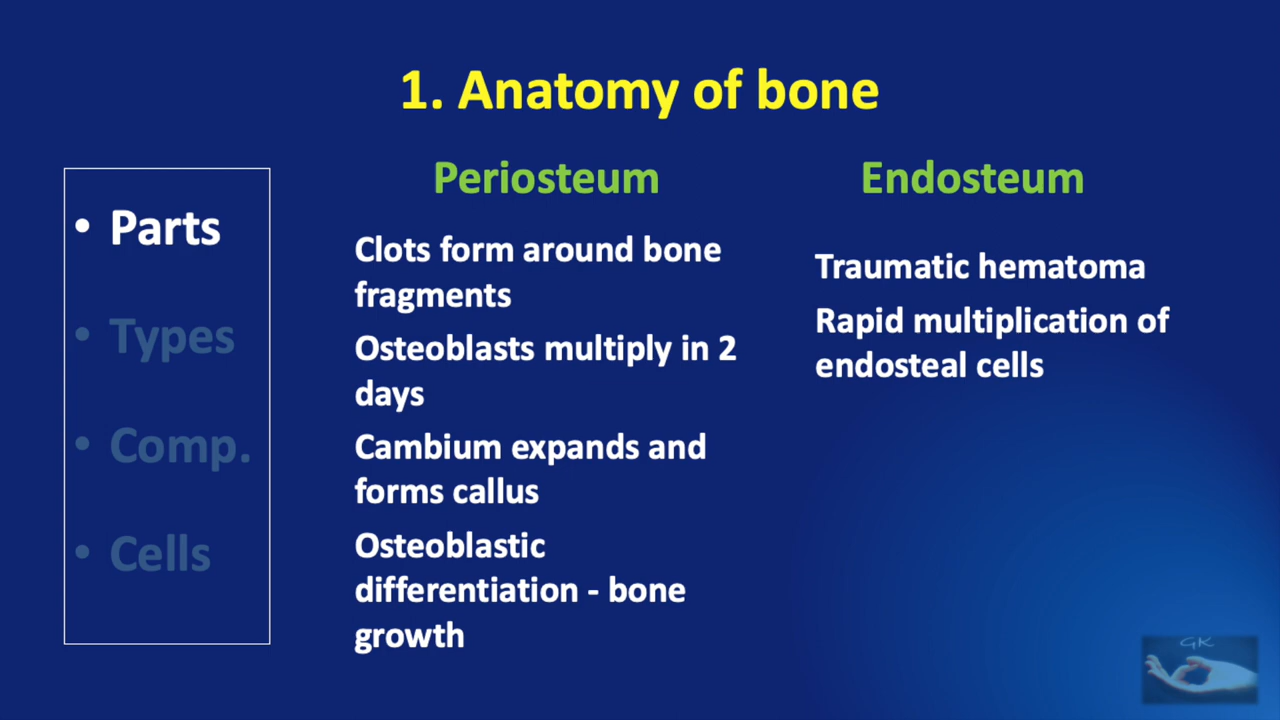 1. Anatomy of bone
• Parts
• Types
• Comp.
• Cells
Periosteum
Clots form around bone
fragments
Osteoblasts multiply in 2
days
Cambium expands and
forms callus
Osteoblastic
differentiation - bone
growth
Endosteum
Traumatic hematoma
Rapid multiplication of
endosteal cells
GK